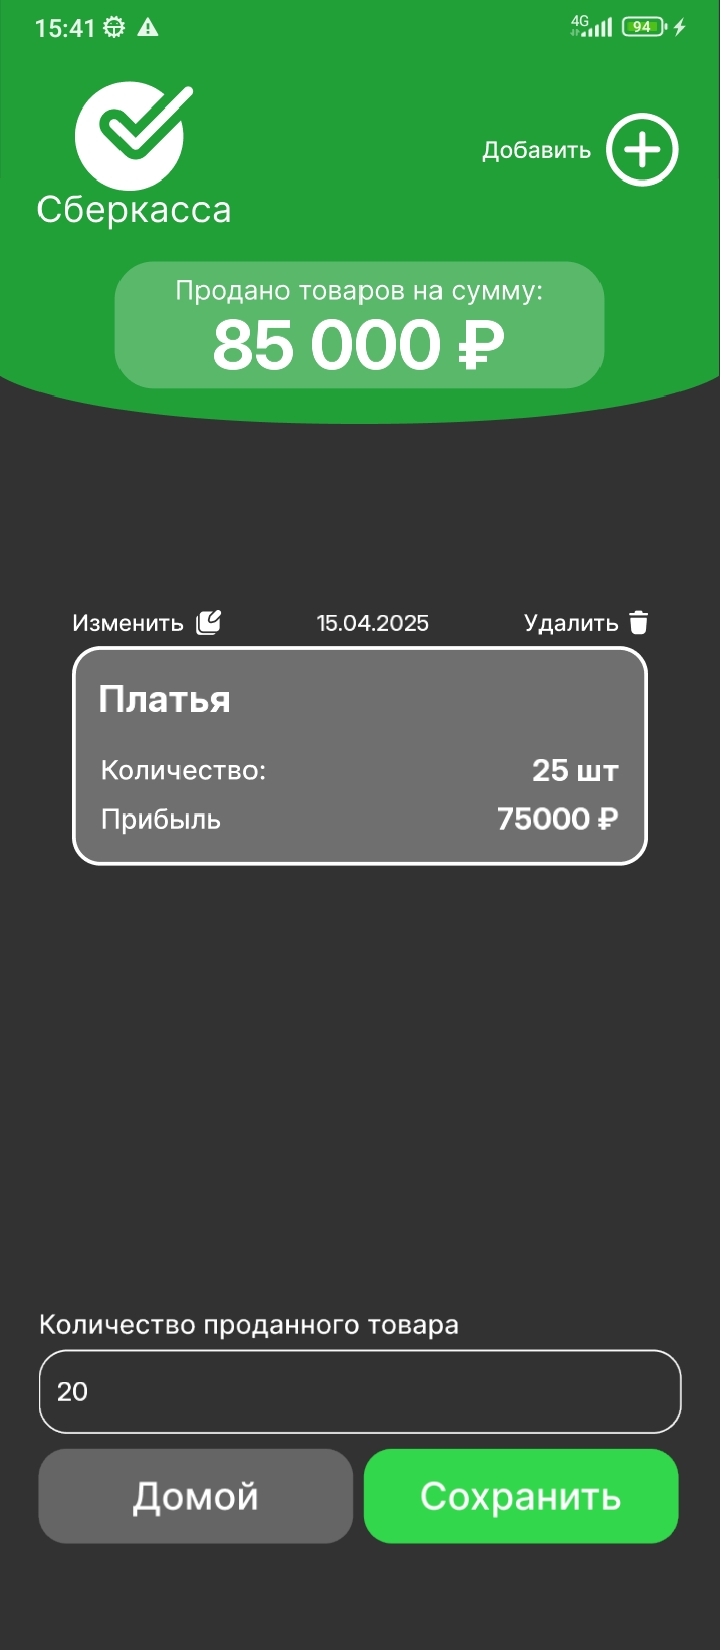 15:41 4G 94
Добавить
Сберкасса
Продано товаров на сумму:
85 000 ₽
Изменить 15.04.2025 Удалить
Платья
Количество: 25 шт
Прибыль 75000 ₽
Количество проданного товара
20
Домой Сохранить